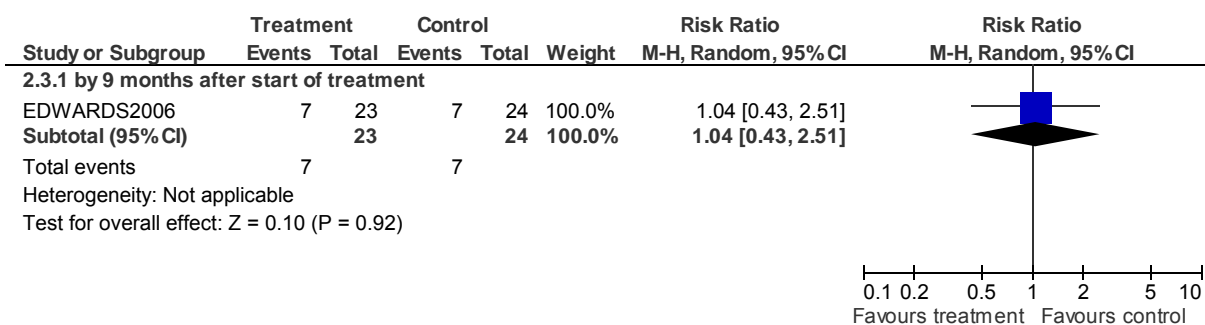 Treatment Control Risk Ratio Risk Ratio
Study or Subgroup Events Total Events Total Weight M-H, Random, 95% CI M-H, Random, 95% CI
2.3.1 by 9 months after start of treatment
EDWARDS2006 7 23 7 24 100.0% 1.04 [0.43, 2.51]
Subtotal (95% CI) 23 24 100.0% 1.04 [0.43, 2.51]
Total events 7 7
Heterogeneity: Not applicable
Test for overall effect: Z = 0.10 (P = 0.92)
0.1 0.2 0.5 1 2 5 10
Favours treatment Favours control